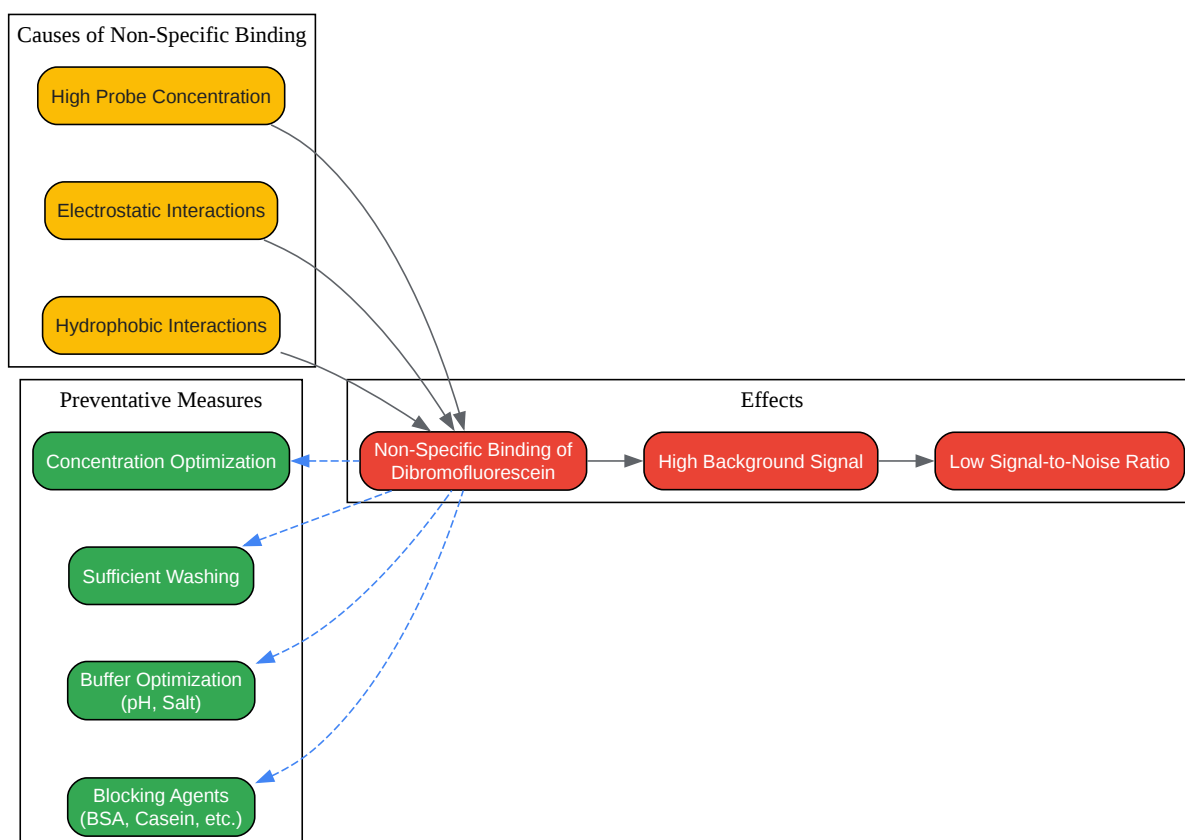 Causes of Non-Specific Binding
High Probe Concentration
Electrostatic Interactions
Hydrophobic Interactions
Preventative Measures
Concentration Optimization
Sufficient Washing
Buffer Optimization
(pH, Salt)
Blocking Agents
(BSA, Casein, etc.)
Effects
Non-Specific Binding of
Dibromofluorescein
High Background Signal
Low Signal-to-Noise Ratio